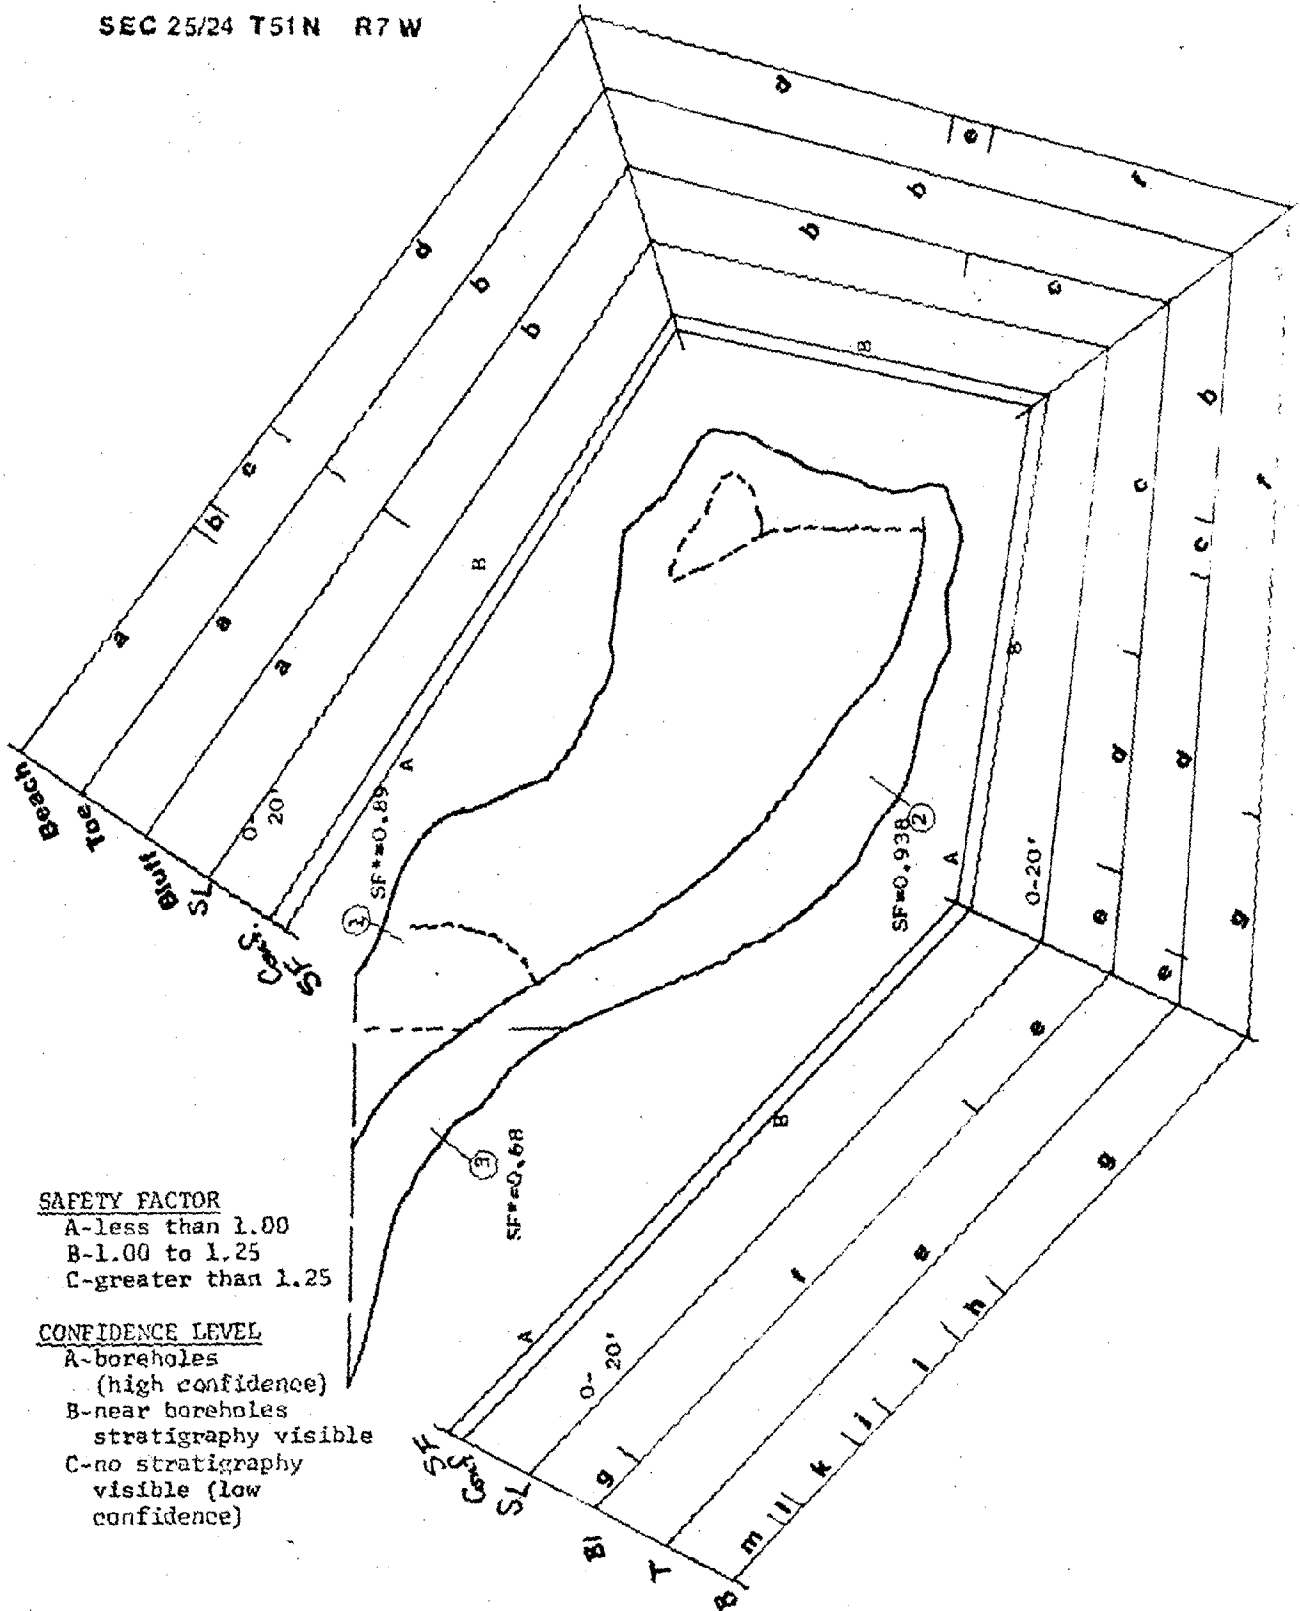 SEC 25/24 T51N R7W
d
e
f
b
b
c
B
d
b
b
c
b
a
a
a
B
A
Beach
Toe
Bluff
SL
Conf.
SF
0-
20'
1
SF*=0.89
b
c
c
f
B
d
d
e
e
g
g
A
0-20'
2
SF=0.938
3
SF*=0.68
B
e
f
g
A
0-
20'
g
h
i
j
k
l
m
SF
Conf
SL
Bl
T
B
SAFETY FACTOR
A-less than 1.00
B-1.00 to 1.25
C-greater than 1.25
CONFIDENCE LEVEL
A-boreholes
(high confidence)
B-near boreholes
stratigraphy visible
C-no stratigraphy
visible (low
confidence)